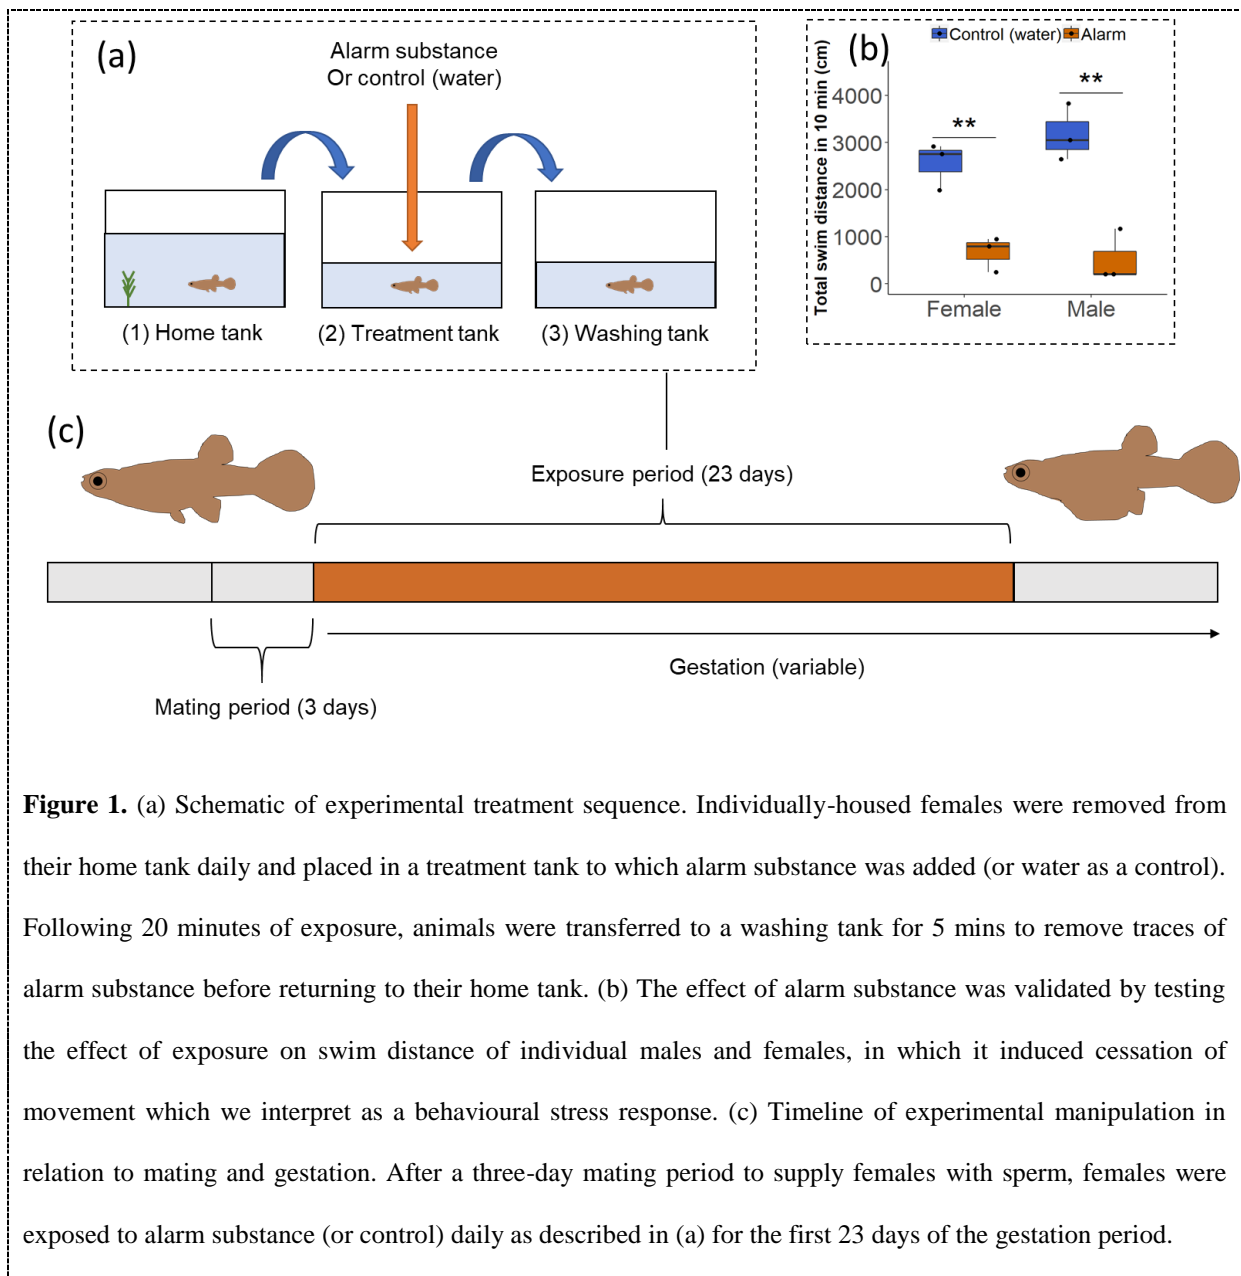 (a)
Alarm substance
Or control (water)
(1) Home tank
(2) Treatment tank
(3) Washing tank
(b)
Control (water) Alarm
Total swim distance in 10 min (cm)
4000
3000
2000
1000
0
**
**
Female
Male
(c)
Exposure period (23 days)
Gestation (variable)
Mating period (3 days)
Figure 1. (a) Schematic of experimental treatment sequence. Individually-housed females were removed from
their home tank daily and placed in a treatment tank to which alarm substance was added (or water as a control).
Following 20 minutes of exposure, animals were transferred to a washing tank for 5 mins to remove traces of
alarm substance before returning to their home tank. (b) The effect of alarm substance was validated by testing
the effect of exposure on swim distance of individual males and females, in which it induced cessation of
movement which we interpret as a behavioural stress response. (c) Timeline of experimental manipulation in
relation to mating and gestation. After a three-day mating period to supply females with sperm, females were
exposed to alarm substance (or control) daily as described in (a) for the first 23 days of the gestation period.